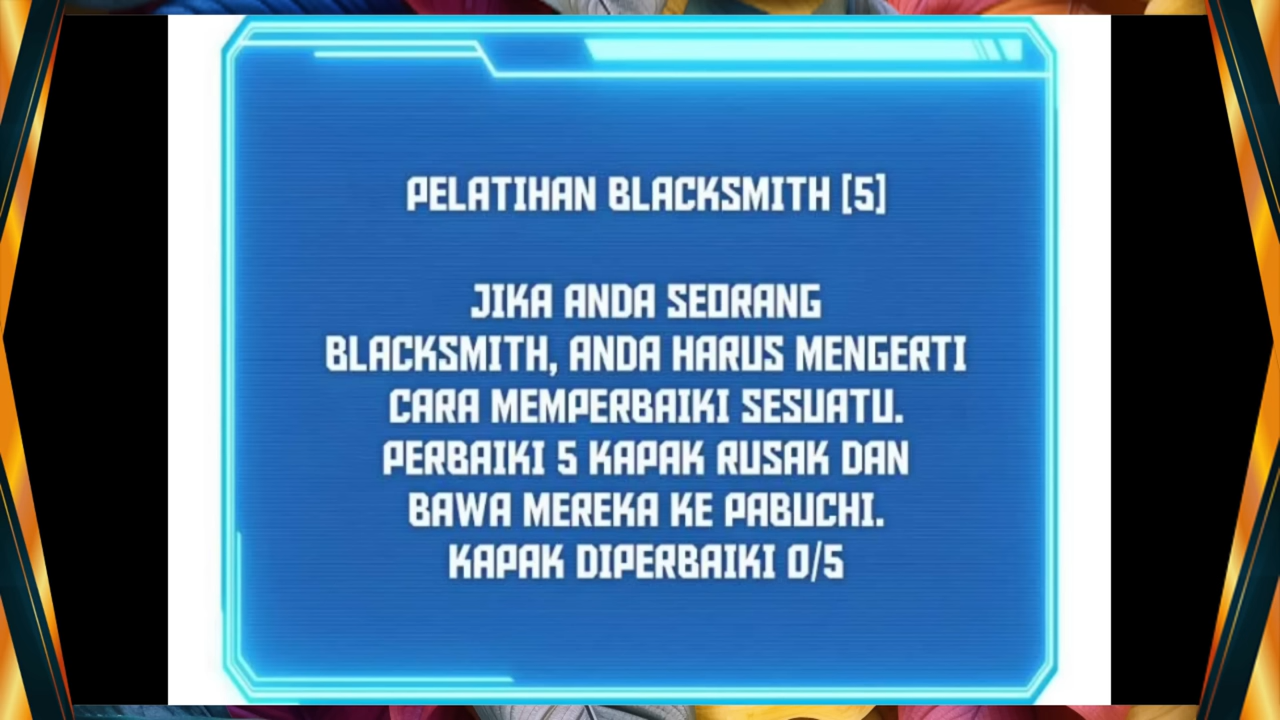 PELATIHAN BLACKSMITH [5]
JIKA ANDA SEORANG
BLACKSMITH, ANDA HARUS MENGERTI
CARA MEMPERBAIKI SESUATU.
PERBAIKI 5 KAPAK RUSAK DAN
BAWA MEREKA KE PABUCHI.
KAPAK DIPERBAIKI 0/5